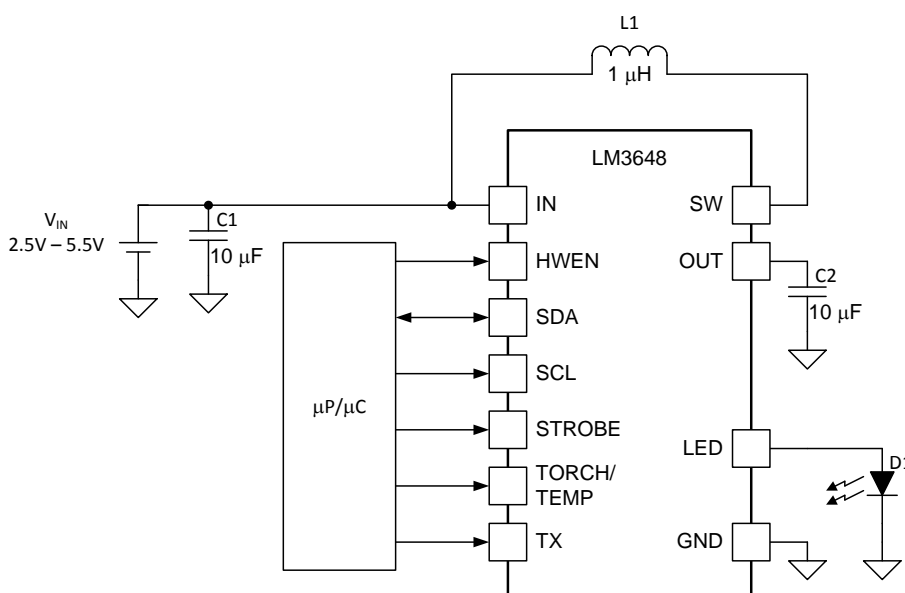 L1
1 μH
LM3648
IN
SW
VIN
2.5V – 5.5V
C1
10 μF
HWEN
OUT
C2
10 μF
SDA
SCL
μP/μC
STROBE
LED
D1
TORCH/
TEMP
TX
GND